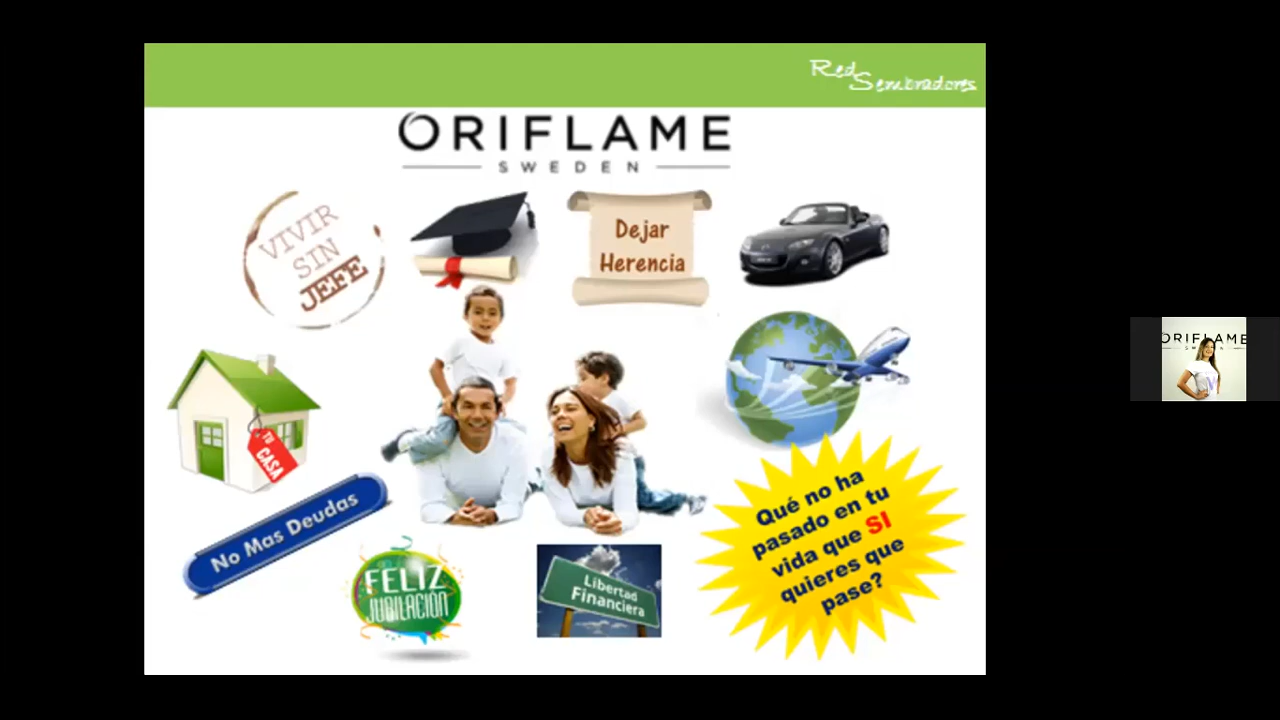 Red
Sembradores
ORIFLAME
SWEDEN
VIVIR
SIN
JEFE
Dejar
Herencia
TU
CASA
No Mas Deudas
FELIZ
JUBILACIÓN
Libertad
Financiera
Qué no ha
pasado en tu
vida que SI
quieres que
pase?
ORIFLAME